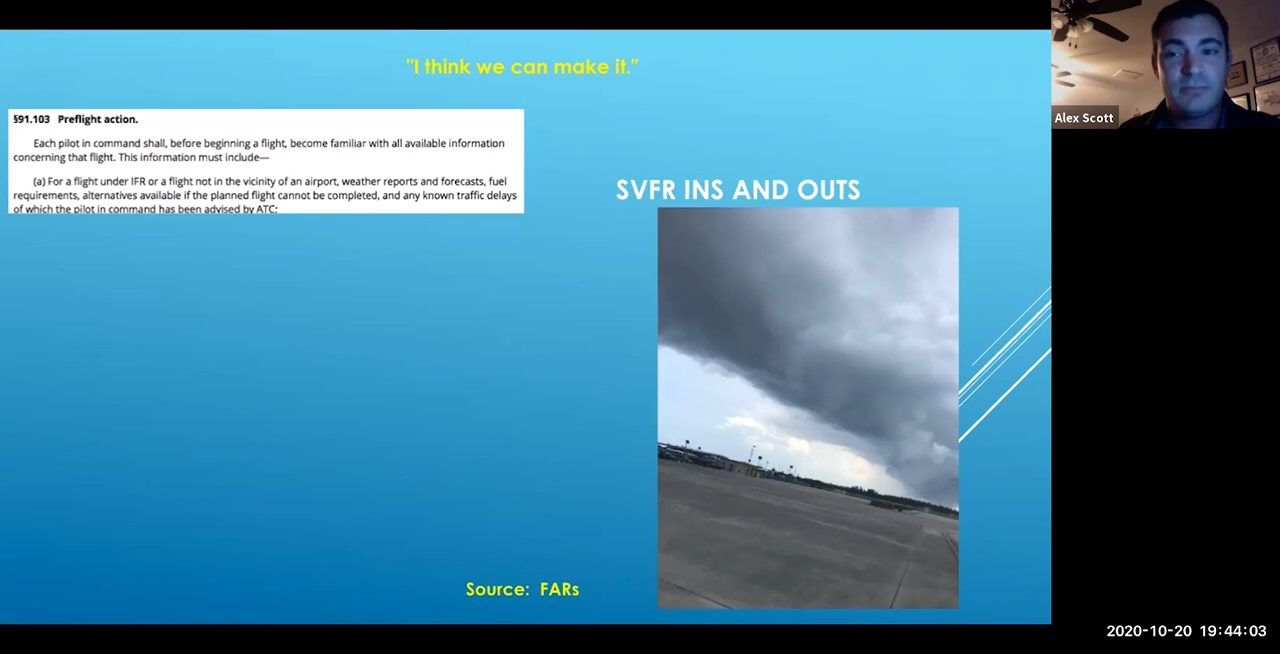 "I think we can make it."
§91.103 Preflight action.
Each pilot in command shall, before beginning a flight, become familiar with all available information
concerning that flight. This information must include—
(a) For a flight under IFR or a flight not in the vicinity of an airport, weather reports and forecasts, fuel
requirements, alternatives available if the planned flight cannot be completed, and any known traffic delays
of which the pilot in command has been advised by ATC;
SVFR INS AND OUTS
Source: FARs
Alex Scott
2020-10-20 19:44:03